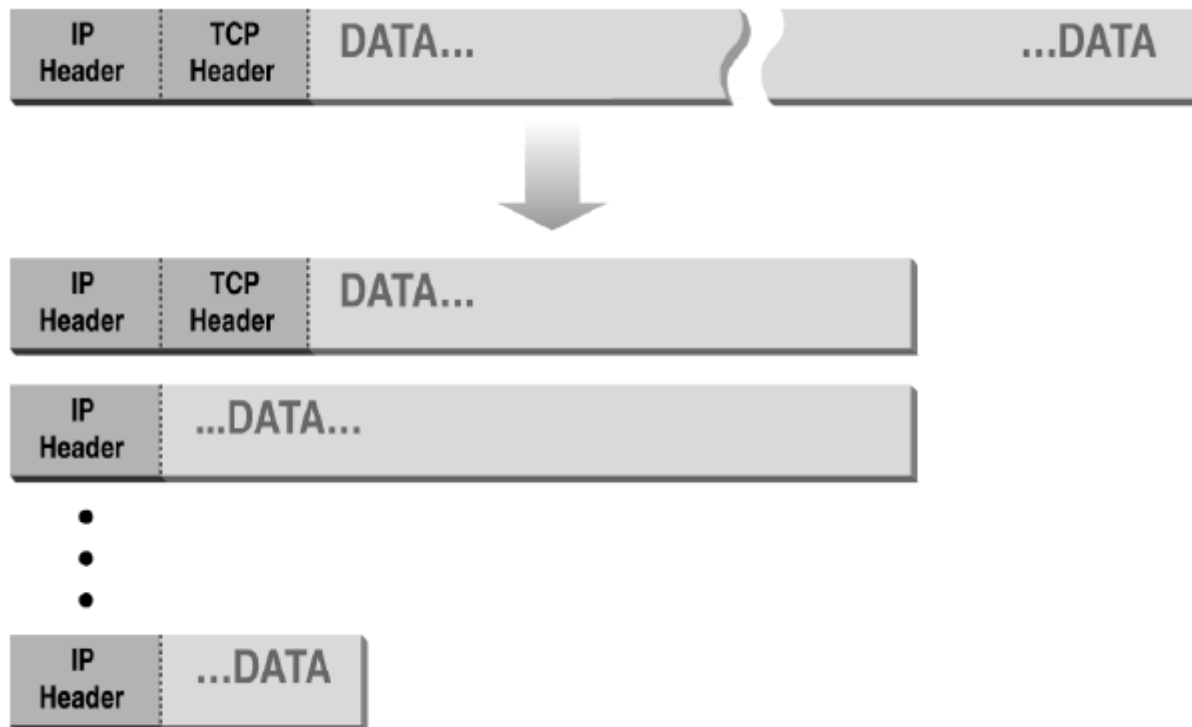 IP Header
TCP Header
DATA...
...DATA
IP Header
TCP Header
DATA...
IP Header
...DATA...
IP Header
...DATA